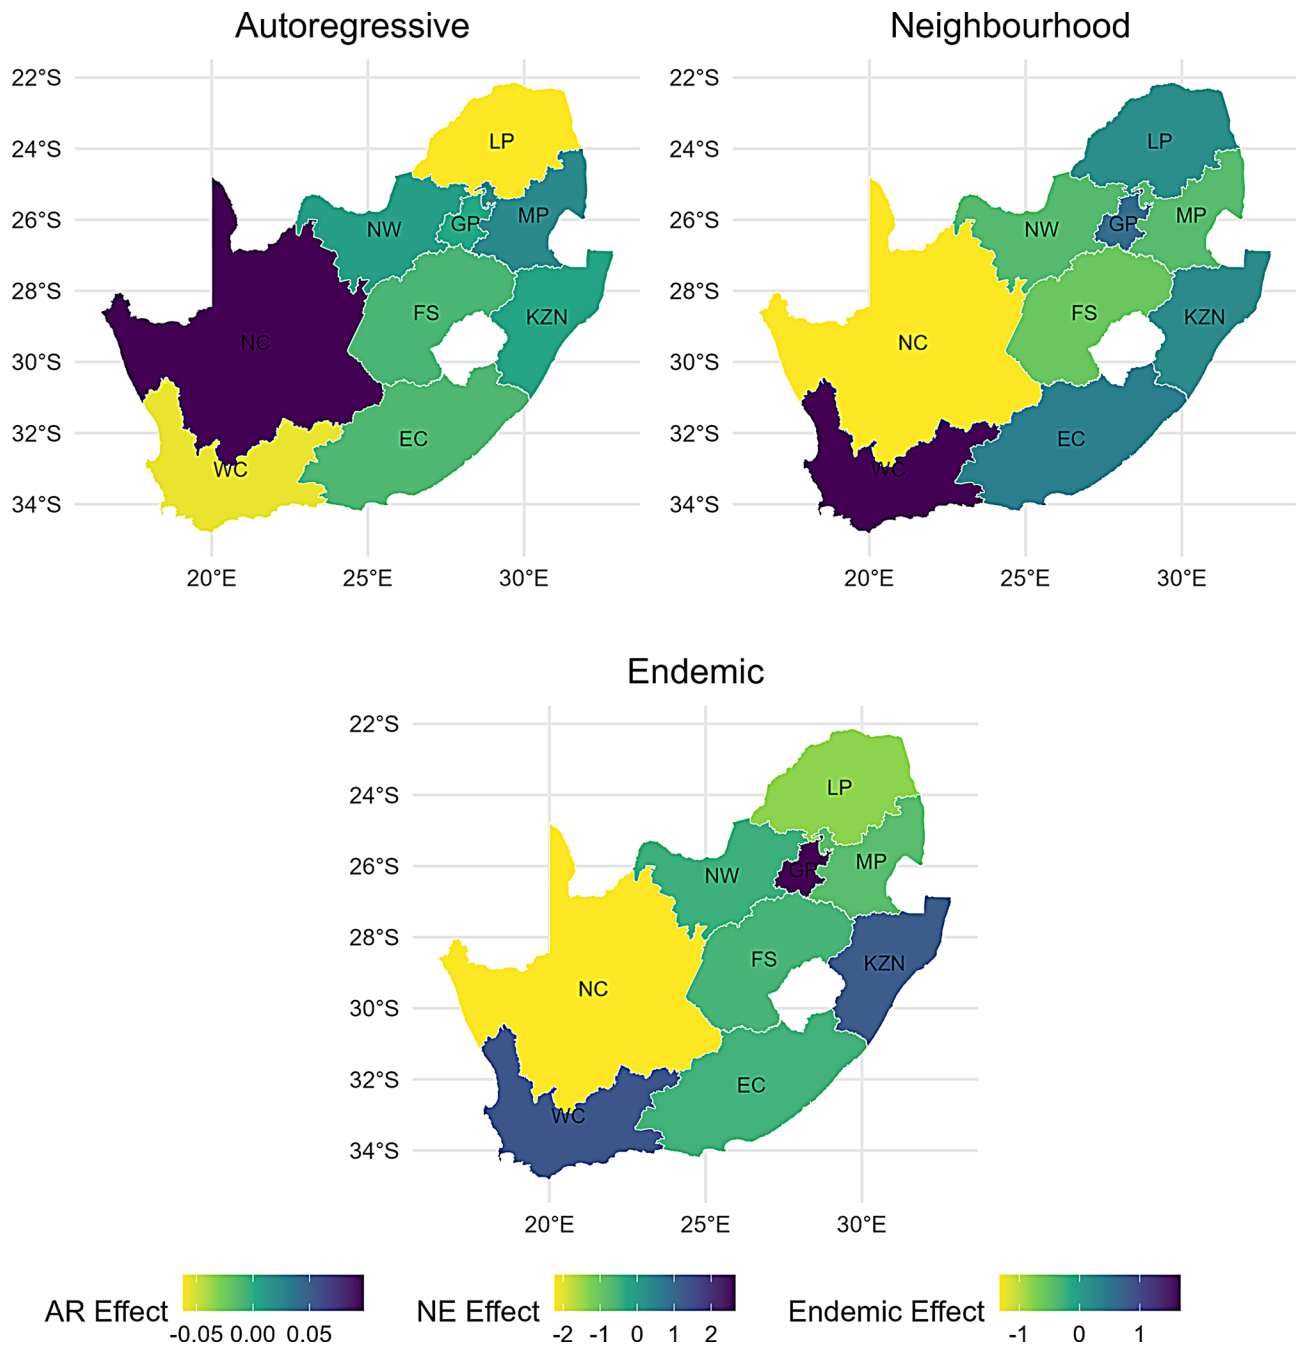 Autoregressive
Neighbourhood
22°S
24°S
26°S
28°S
30°S
32°S
34°S
LP
MP
NW
GP
FS
KZN
NC
EC
WC
20°E 25°E 30°E
22°S
24°S
26°S
28°S
30°S
32°S
34°S
LP
MP
NW
GP
FS
KZN
NC
EC
WC
20°E 25°E 30°E
Endemic
22°S
24°S
26°S
28°S
30°S
32°S
34°S
LP
MP
NW
GP
FS
KZN
NC
EC
WC
20°E 25°E 30°E
AR Effect
-0.05 0.00 0.05
NE Effect
-2 -1 0 1 2
Endemic Effect
-1 0 1